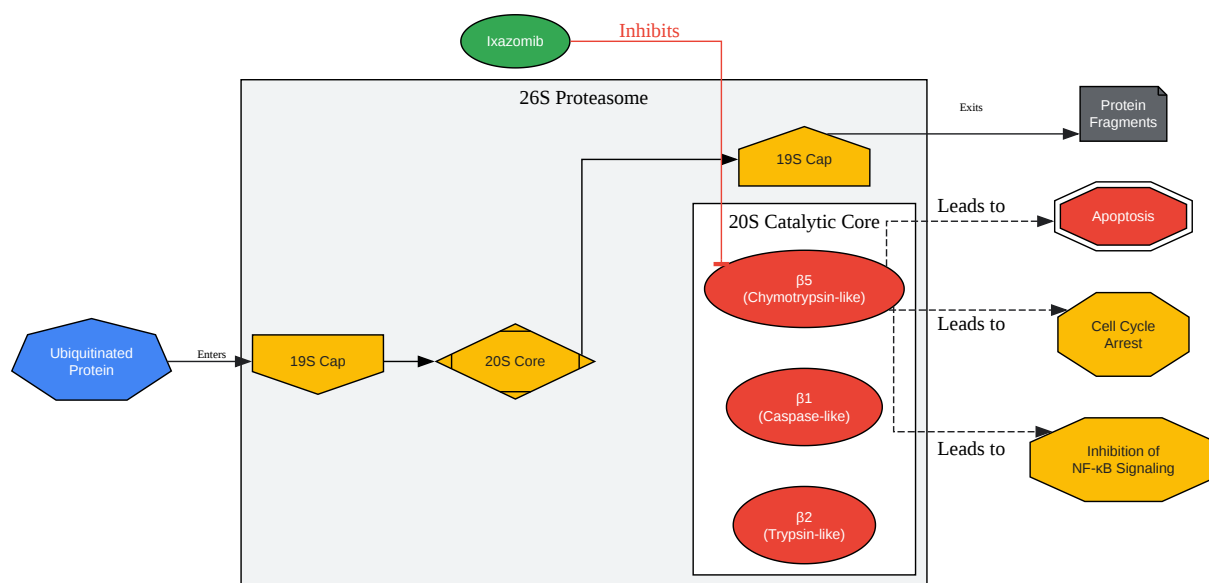 Ixazomib
Inhibits
26S Proteasome
Protein
Fragments
Exits
19S Cap
20S Catalytic Core
Leads to
Apoptosis
β5
(Chymotrypsin-like)
Leads to
Cell Cycle
Arrest
Ubiquitinated
Protein
Enters
19S Cap
20S Core
β1
(Caspase-like)
Leads to
Inhibition of
NF-κB Signaling
β2
(Trypsin-like)